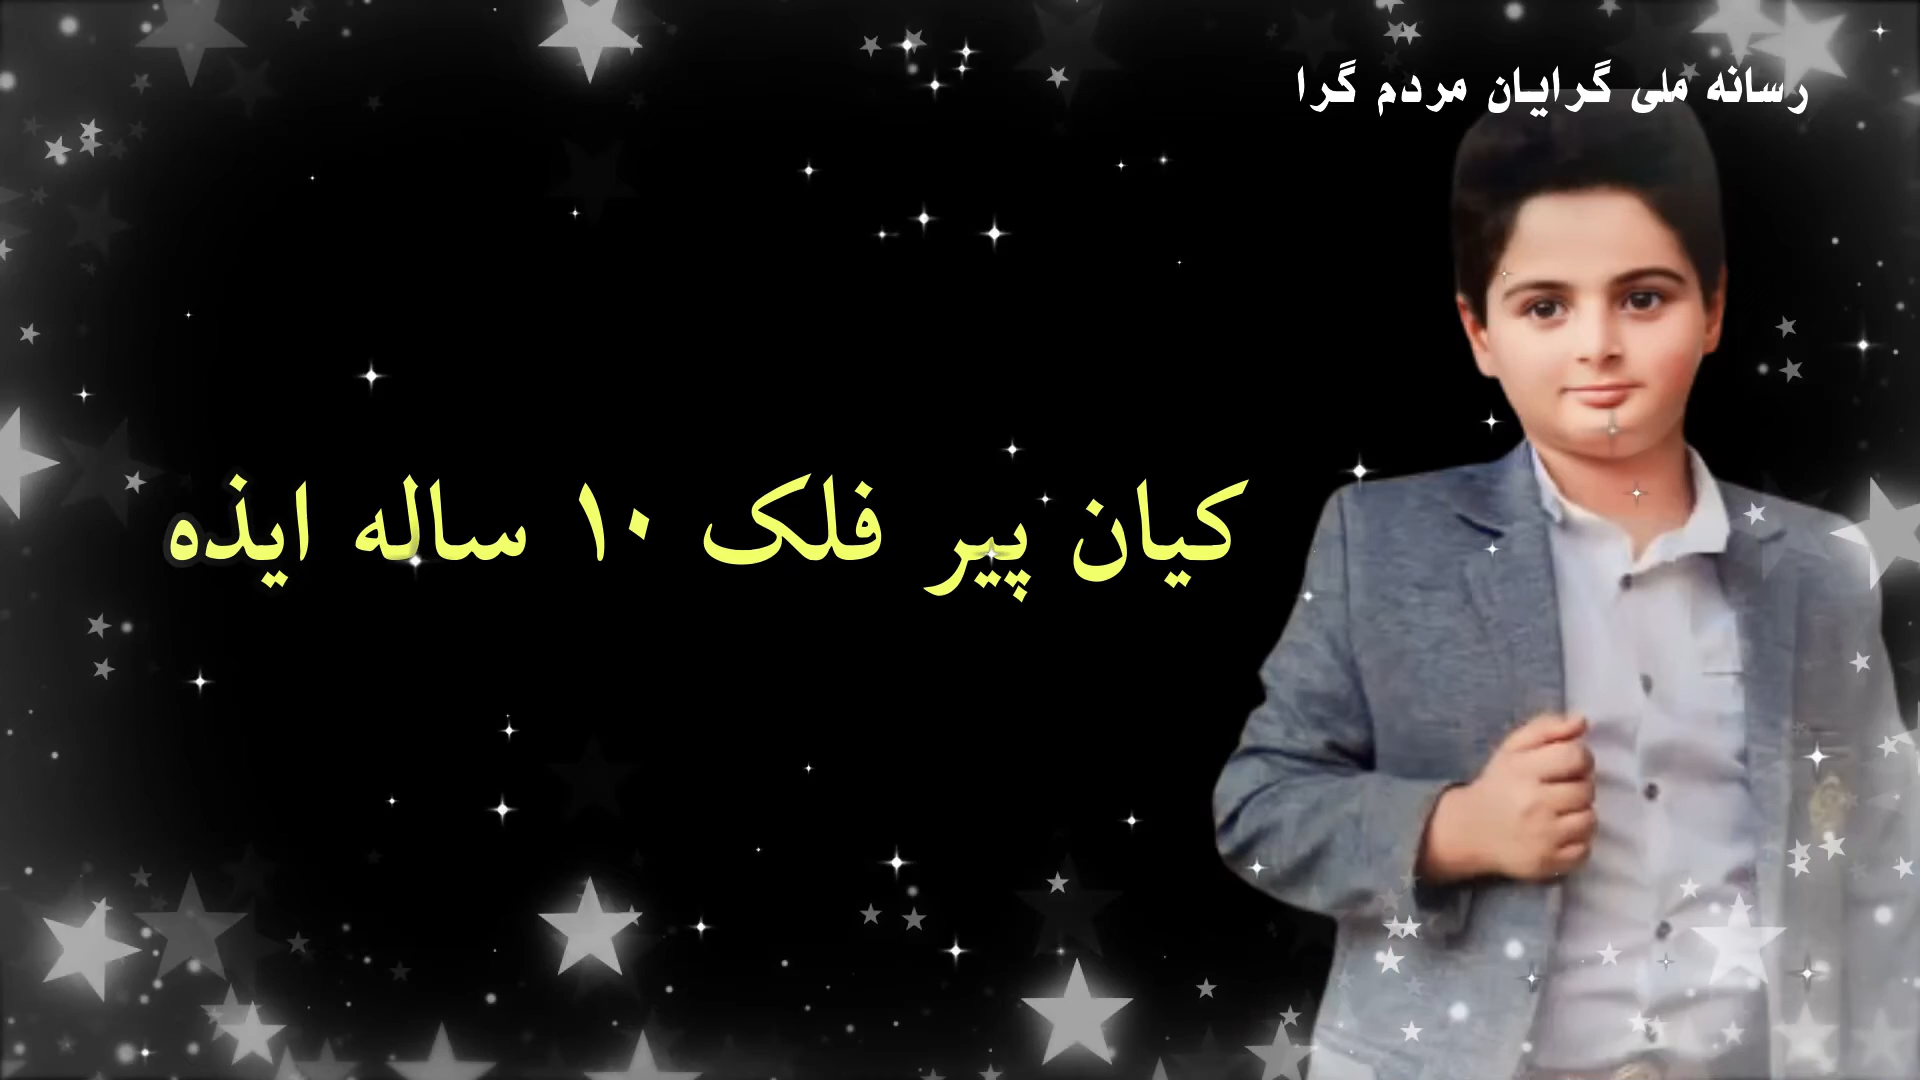 رسانه ملی گرایان مردم گرا
کیان پیر فلک ۱۰ ساله ایذه